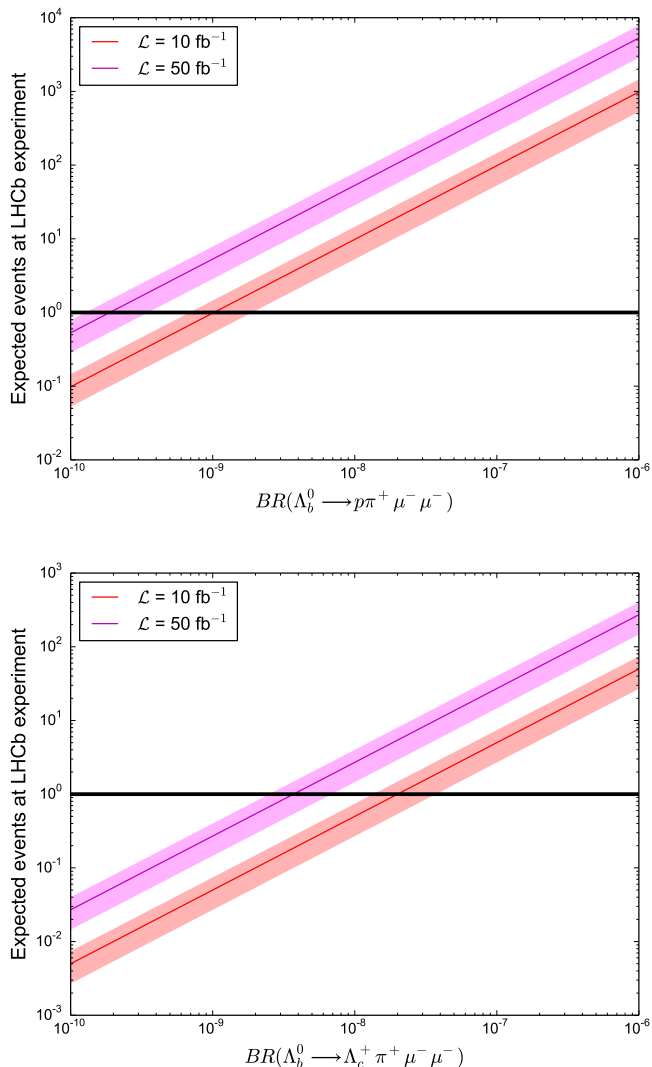 10⁴
10³
10²
10¹
10⁰
10⁻¹
10⁻²
Expected events at LHCb experiment
ℒ = 10 fb⁻¹
ℒ = 50 fb⁻¹
10⁻¹⁰ 10⁻⁹ 10⁻⁸ 10⁻⁷ 10⁻⁶
BR(Λ_b⁰ ⟶ pπ⁺ μ⁻ μ⁻)
10³
10²
10¹
10⁰
10⁻¹
10⁻²
10⁻³
Expected events at LHCb experiment
ℒ = 10 fb⁻¹
ℒ = 50 fb⁻¹
10⁻¹⁰ 10⁻⁹ 10⁻⁸ 10⁻⁷ 10⁻⁶
BR(Λ_b⁰ ⟶ Λ_c⁺ π⁺ μ⁻ μ⁻)